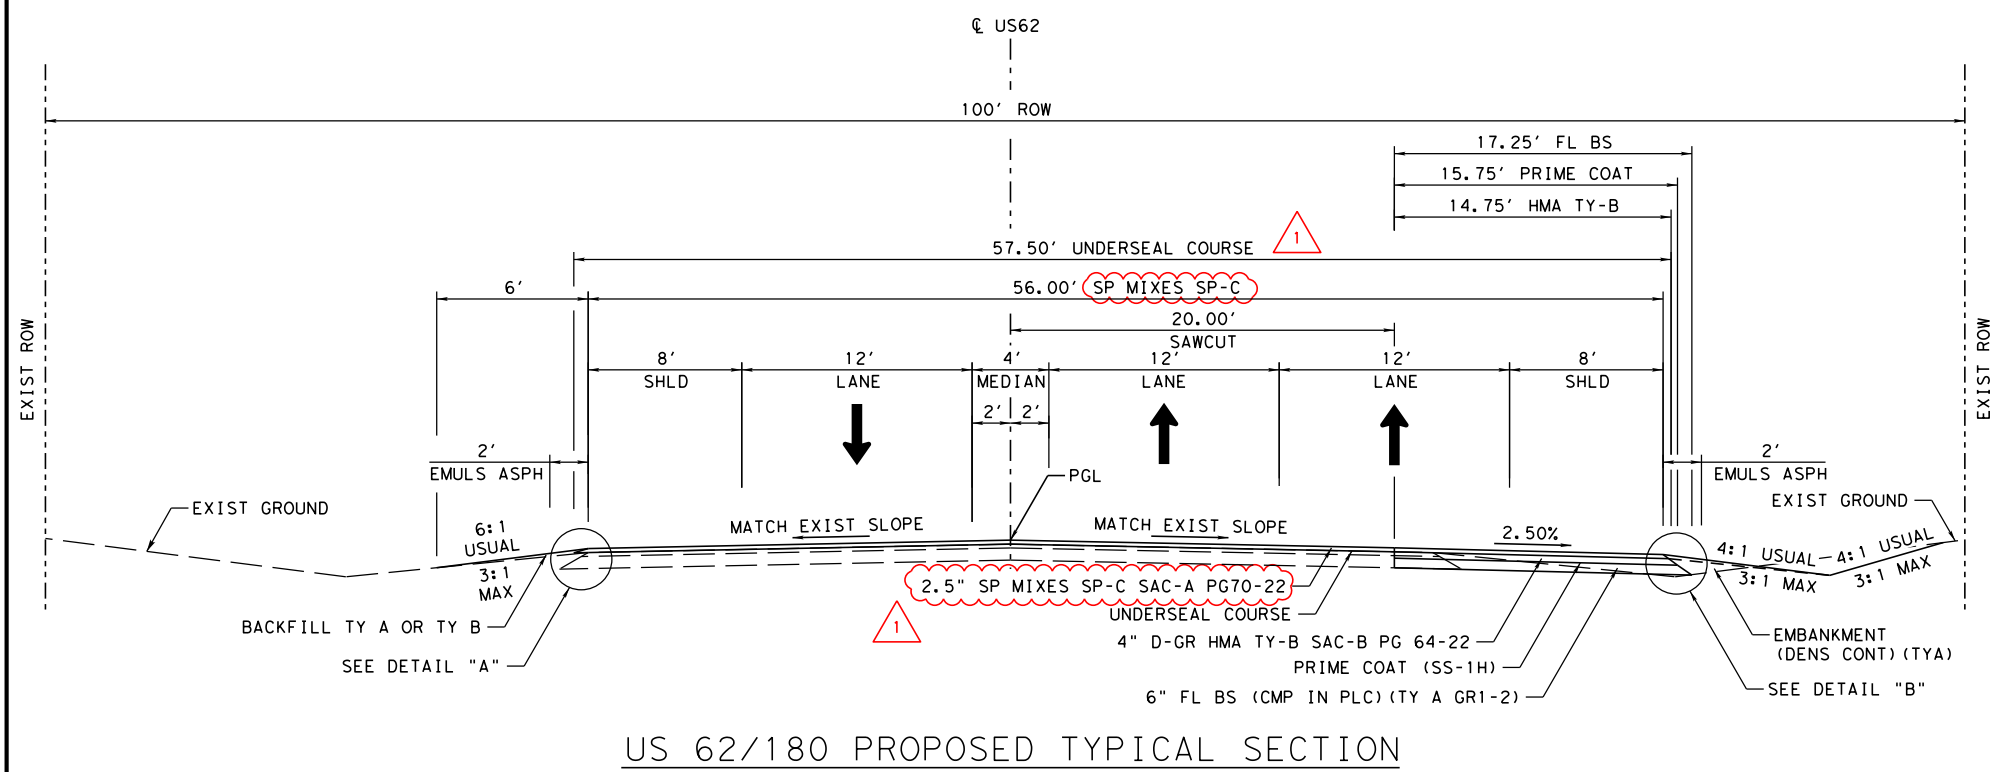 ℄ US62
100' ROW
17.25' FL BS
15.75' PRIME COAT
14.75' HMA TY-B
1
57.50' UNDERSEAL COURSE
6'
56.00' SP MIXES SP-C
20.00'
SAWCUT
8'
SHLD
12'
LANE
4'
MEDIAN
12'
LANE
12'
LANE
8'
SHLD
2'
2'
EXIST ROW
EXIST ROW
2'
EMULS ASPH
2'
EMULS ASPH
PGL
EXIST GROUND
EXIST GROUND
6:1
USUAL
3:1
MAX
MATCH EXIST SLOPE
MATCH EXIST SLOPE
2.50%
4:1 USUAL
3:1 MAX
4:1 USUAL
3:1 MAX
2.5" SP MIXES SP-C SAC-A PG70-22
1
UNDERSEAL COURSE
4" D-GR HMA TY-B SAC-B PG 64-22
PRIME COAT (SS-1H)
6" FL BS (CMP IN PLC)(TY A GR1-2)
BACKFILL TY A OR TY B
SEE DETAIL "A"
EMBANKMENT
(DENS CONT)(TYA)
SEE DETAIL "B"
US 62/180 PROPOSED TYPICAL SECTION